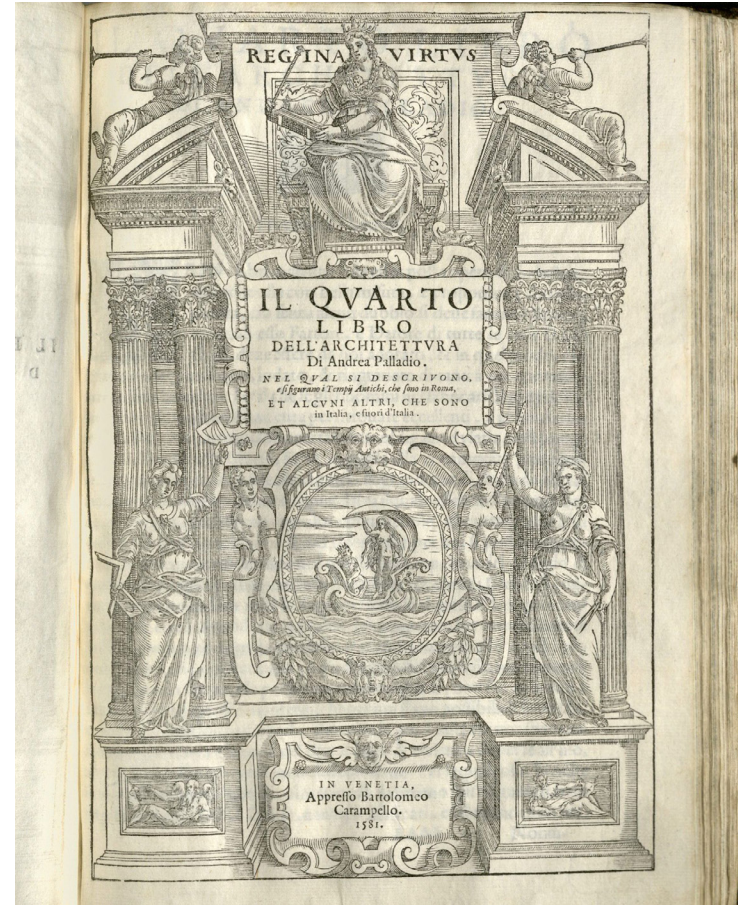 REGINA VIRTVS
IL QVARTO
LIBRO
DELL'ARCHITETTVRA
Di Andrea Palladio.
NEL QVAL SI DESCRIVONO,
e si figurano i Tempij Antichi, che sono in Roma,
ET ALCVNI ALTRI, CHE SONO
in Italia, e fuori d'Italia.
IN VENETIA,
Appresso Bartolomeo
Carampello.
1581.